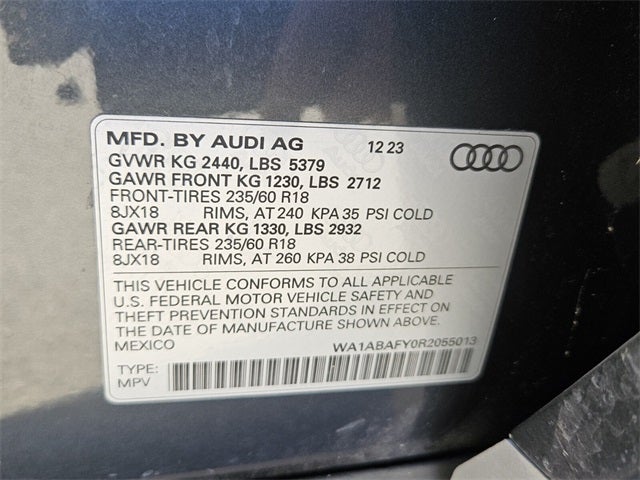 MFD. BY AUDI AG 12 23
GVWR KG 2440, LBS 5379
GAWR FRONT KG 1230, LBS 2712
FRONT-TIRES 235/60 R18
8JX18 RIMS, AT 240 KPA 35 PSI COLD
GAWR REAR KG 1330, LBS 2932
REAR-TIRES 235/60 R18
8JX18 RIMS, AT 260 KPA 38 PSI COLD
THIS VEHICLE CONFORMS TO ALL APPLICABLE
U.S. FEDERAL MOTOR VEHICLE SAFETY AND
THEFT PREVENTION STANDARDS IN EFFECT ON
THE DATE OF MANUFACTURE SHOWN ABOVE.
MEXICO WA1ABAFY0R2055013
TYPE:
MPV